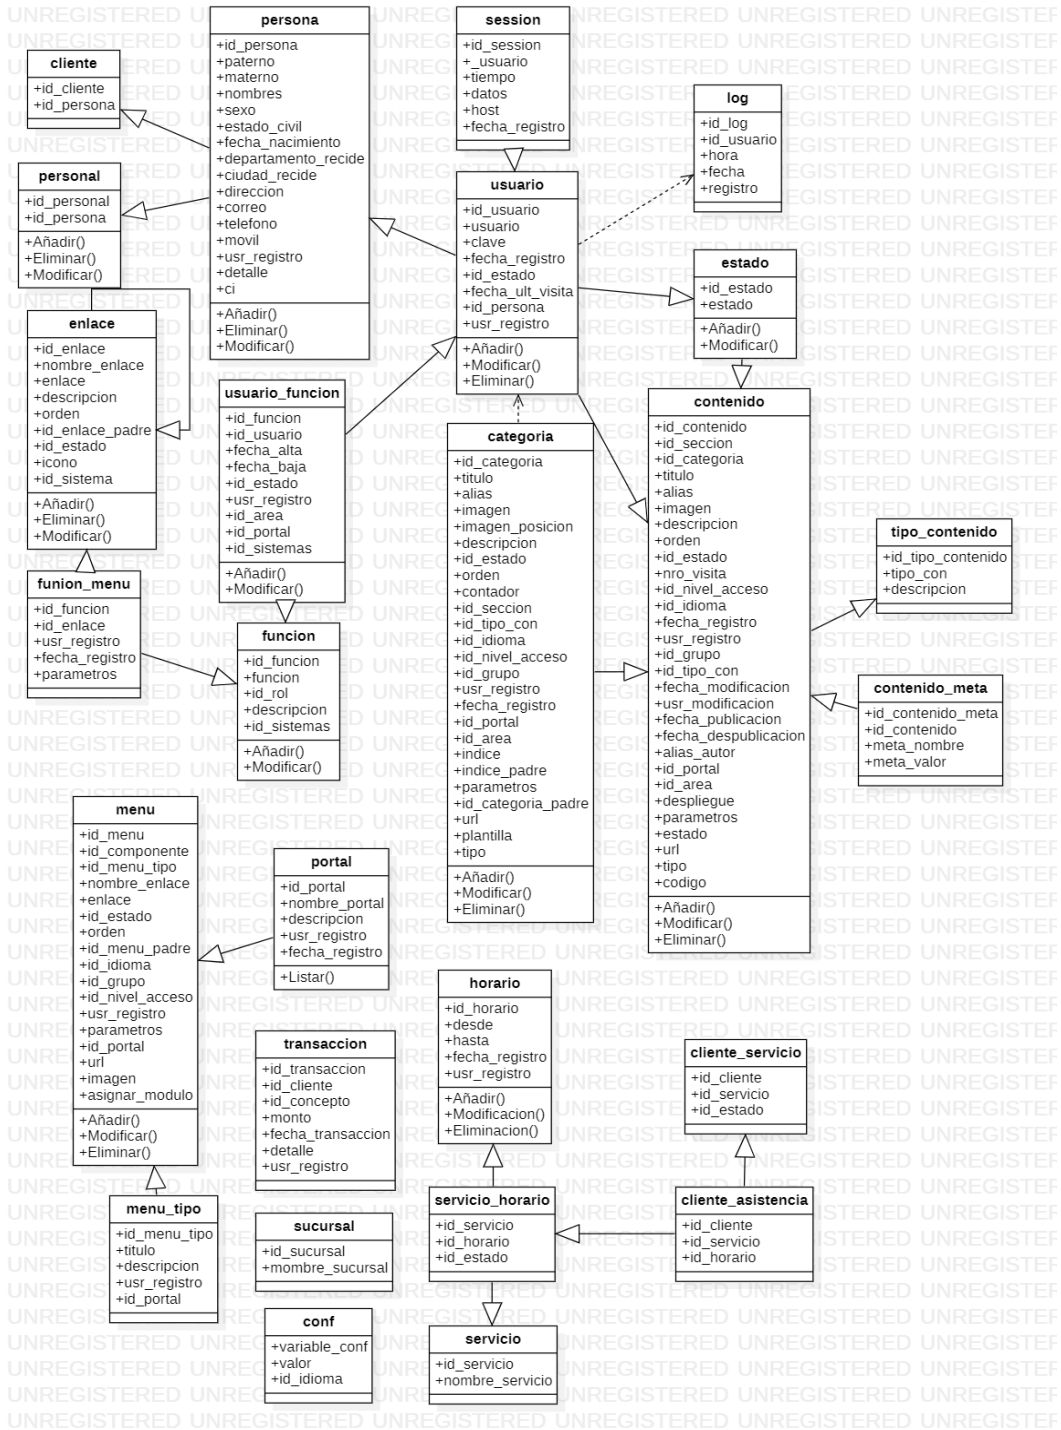 persona
+id_persona
+paterno
+materno
+nombres
+sexo
+estado_civil
+fecha_nacimiento
+departamento_recide
+ciudad_recide
+direccion
+correo
+telefono
+movil
+usr_registro
+detalle
+ci
+Añadir()
+Eliminar()
+Modificar()
session
+id_session
+_usuario
+tiempo
+datos
+host
+fecha_registro
cliente
+id_cliente
+id_persona
log
+id_log
+id_usuario
+hora
+fecha
+registro
personal
+id_personal
+id_persona
+Añadir()
+Eliminar()
+Modificar()
usuario
+id_usuario
+usuario
+clave
+fecha_registro
+id_estado
+fecha_ult_visita
+id_persona
+usr_registro
+Añadir()
+Modificar()
+Eliminar()
estado
+id_estado
+estado
+Añadir()
+Modificar()
enlace
+id_enlace
+nombre_enlace
+enlace
+descripcion
+orden
+id_enlace_padre
+id_estado
+icono
+id_sistema
+Añadir()
+Eliminar()
+Modificar()
usuario_funcion
+id_funcion
+id_usuario
+fecha_alta
+fecha_baja
+id_estado
+usr_registro
+id_area
+id_portal
+id_sistemas
+Añadir()
+Modificar()
categoria
+id_categoria
+titulo
+alias
+imagen
+imagen_posicion
+descripcion
+id_estado
+orden
+contador
+id_seccion
+id_tipo_con
+id_idioma
+id_nivel_acceso
+id_grupo
+usr_registro
+fecha_registro
+id_portal
+id_area
+indice
+indice_padre
+parametros
+id_categoria_padre
+url
+plantilla
+tipo
+Añadir()
+Modificar()
+Eliminar()
contenido
+id_contenido
+id_seccion
+id_categoria
+titulo
+alias
+imagen
+descripcion
+orden
+id_estado
+nro_visita
+id_nivel_acceso
+id_idioma
+fecha_registro
+usr_registro
+id_grupo
+id_tipo_con
+fecha_modificacion
+usr_modificacion
+fecha_publicacion
+fecha_despublicacion
+alias_autor
+id_portal
+id_area
+despliegue
+parametros
+estado
+url
+tipo
+codigo
+Añadir()
+Modificar()
+Eliminar()
tipo_contenido
+id_tipo_contenido
+tipo_con
+descripcion
funion_menu
+id_funcion
+id_enlace
+usr_registro
+fecha_registro
+parametros
funcion
+id_funcion
+funcion
+id_rol
+descripcion
+id_sistemas
+Añadir()
+Modificar()
contenido_meta
+id_contenido_meta
+id_contenido
+meta_nombre
+meta_valor
menu
+id_menu
+id_componente
+id_menu_tipo
+nombre_enlace
+enlace
+id_estado
+orden
+id_menu_padre
+id_idioma
+id_grupo
+id_nivel_acceso
+usr_registro
+parametros
+id_portal
+url
+imagen
+asignar_modulo
+Añadir()
+Modificar()
+Eliminar()
portal
+id_portal
+nombre_portal
+descripcion
+usr_registro
+fecha_registro
+Listar()
horario
+id_horario
+desde
+hasta
+fecha_registro
+usr_registro
+Añadir()
+Modificacion()
+Eliminacion()
transaccion
+id_transaccion
+id_cliente
+id_concepto
+monto
+fecha_transaccion
+detalle
+usr_registro
cliente_servicio
+id_cliente
+id_servicio
+id_estado
menu_tipo
+id_menu_tipo
+titulo
+descripcion
+usr_registro
+id_portal
sucursal
+id_sucursal
+mombre_sucursal
servicio_horario
+id_servicio
+id_horario
+id_estado
cliente_asistencia
+id_cliente
+id_servicio
+id_horario
conf
+variable_conf
+valor
+id_idioma
servicio
+id_servicio
+nombre_servicio
UNREGISTERED